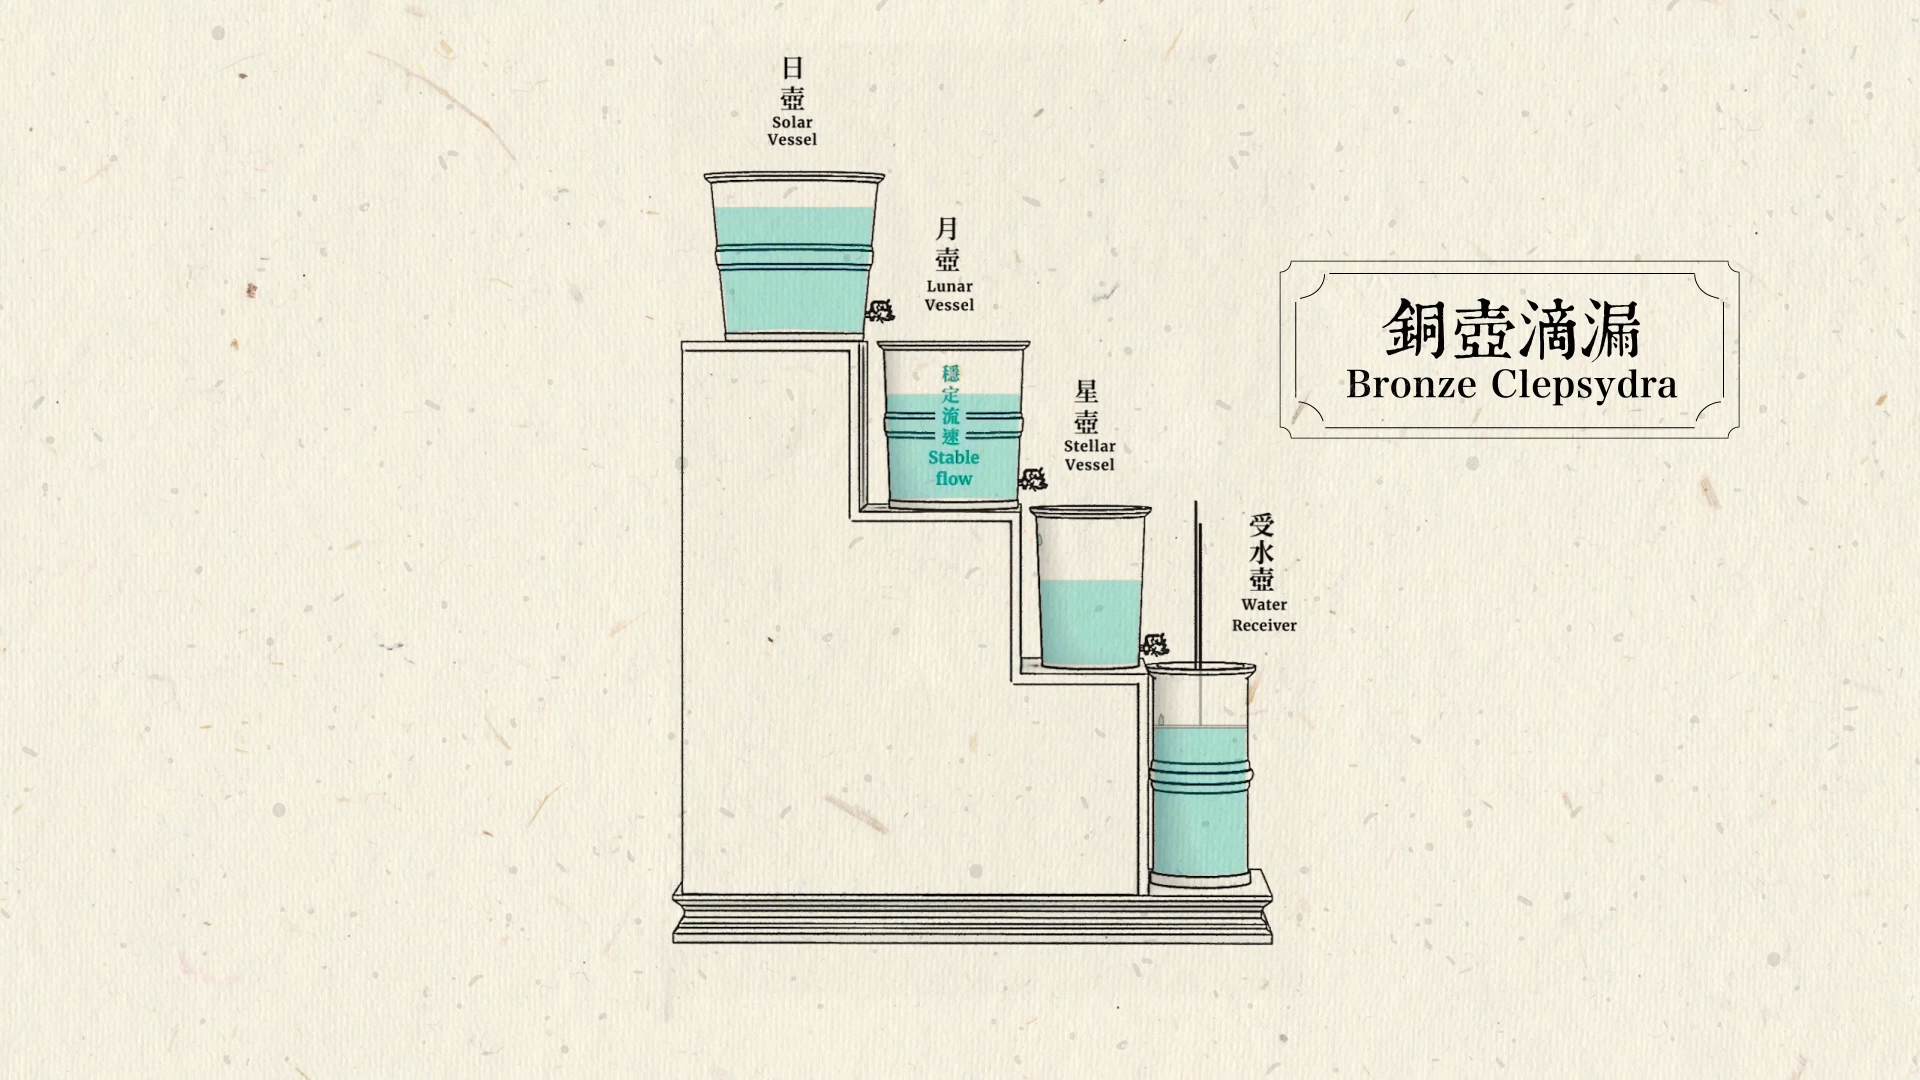 日壺
Solar
Vessel
月壺
Lunar
Vessel
穩定流速
Stable
flow
星壺
Stellar
Vessel
受水壺
Water
Receiver
銅壺滴漏
Bronze Clepsydra